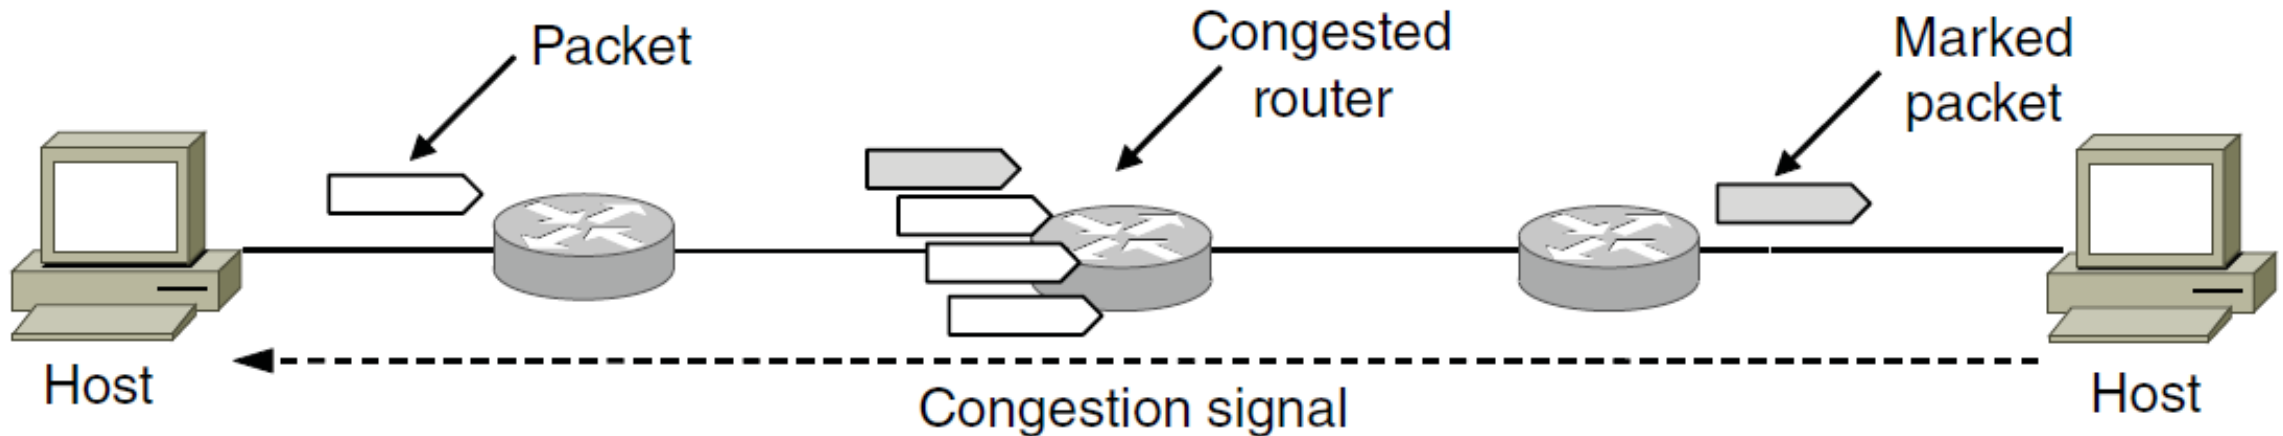 Packet
Congested
router
Marked
packet
Host
Congestion signal
Host